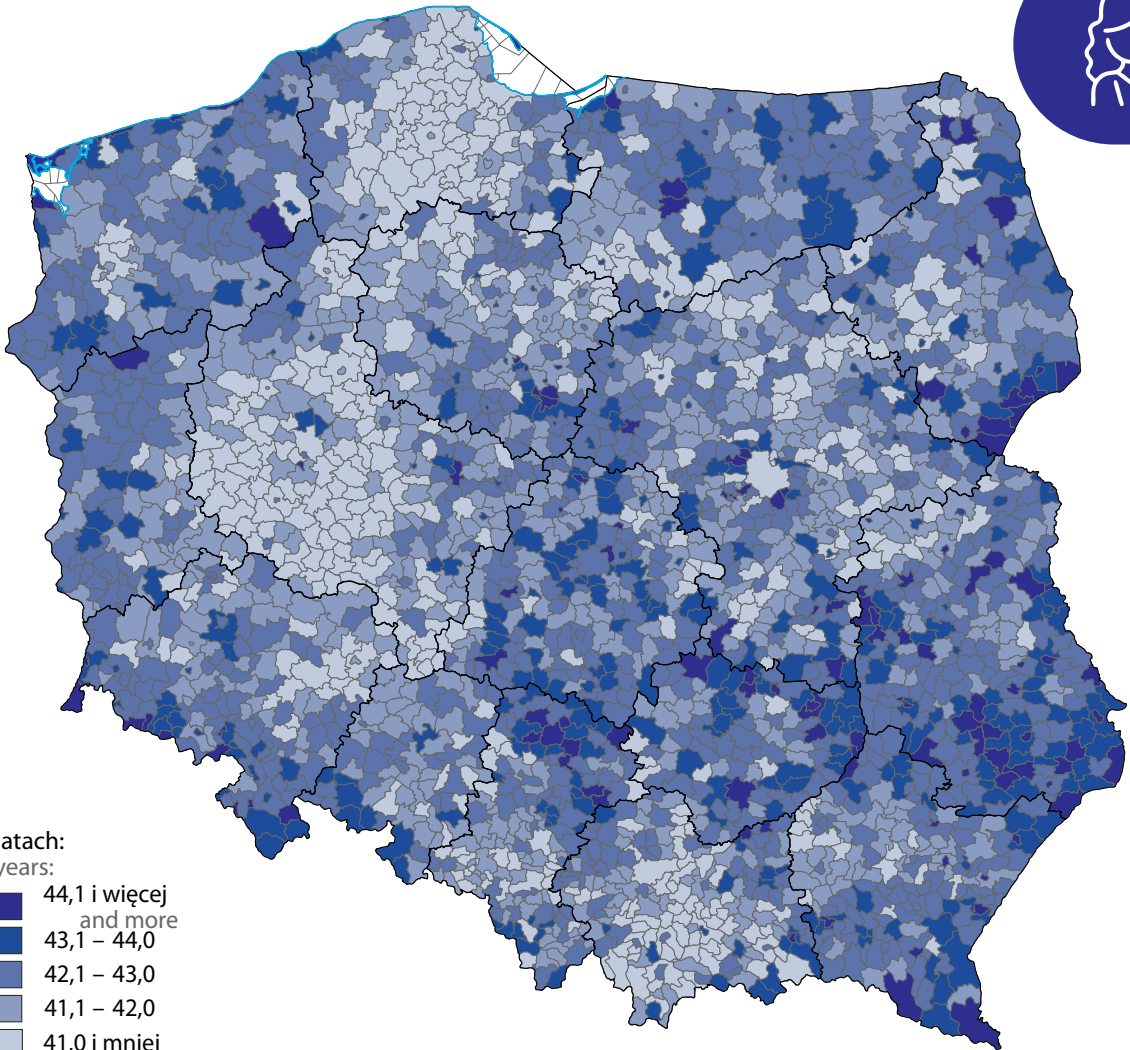 atach:
years:
44,1 i więcej
and more
43,1 – 44,0
42,1 – 43,0
41,1 – 42,0
41,0 i mniej